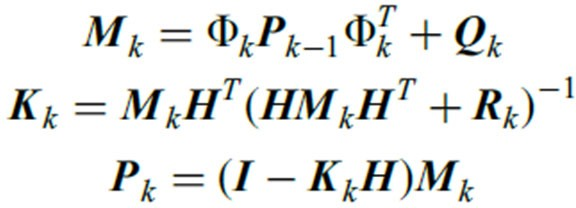 M_k = Φ_k P_{k−1} Φ_k^T + Q_k
K_k = M_k H^T (H M_k H^T + R_k)^{−1}
P_k = (I − K_k H) M_k